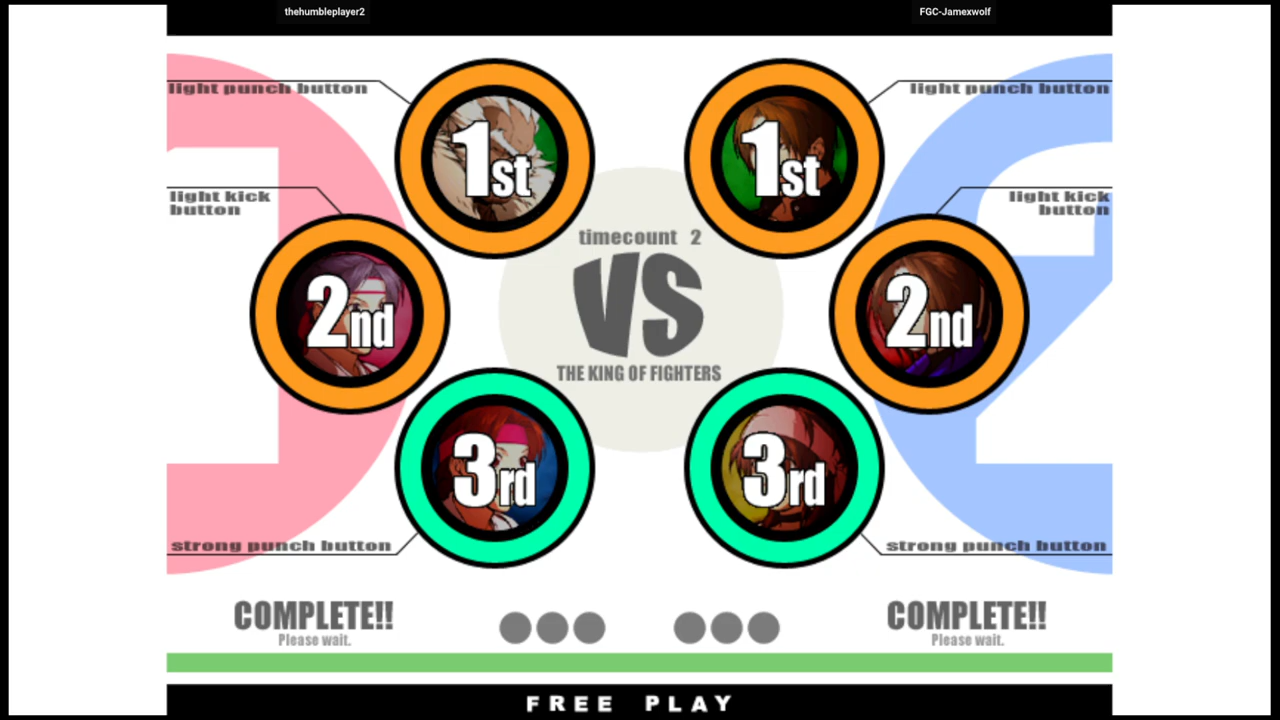 thehumbleplayer2
FGC-Jamexwolf
light punch button
light punch button
1st
1st
light kick
button
light kick
button
timecount 2
VS
THE KING OF FIGHTERS
2nd
2nd
3rd
3rd
strong punch button
strong punch button
COMPLETE!!
Please wait.
COMPLETE!!
Please wait.
FREE PLAY